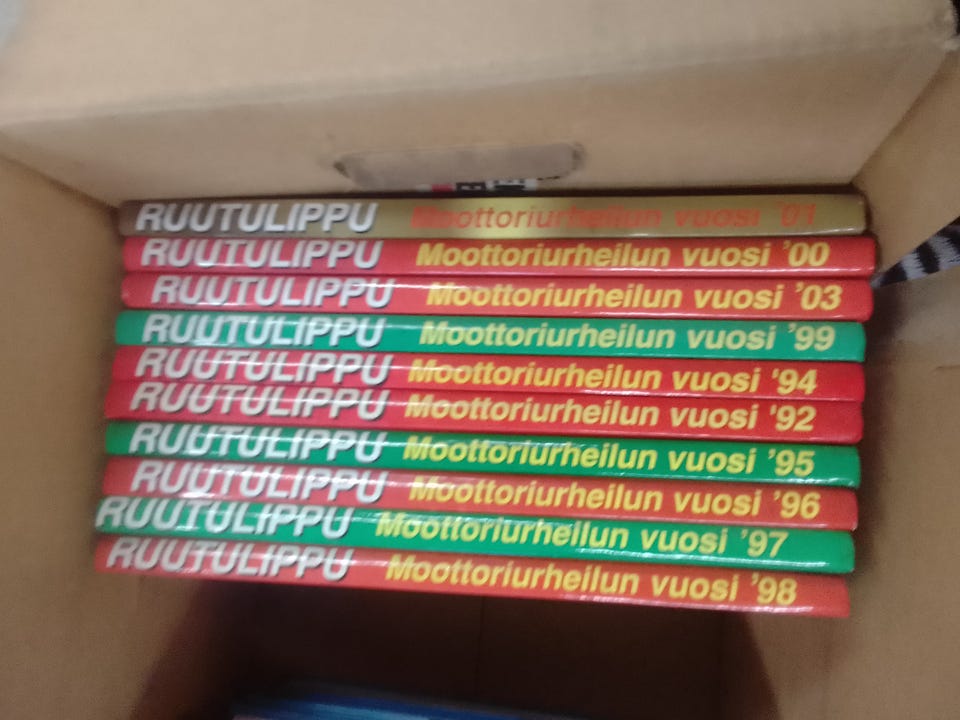 RUUTULIPPU Moottoriurheilun vuosi '01
RUUTULIPPU Moottoriurheilun vuosi '00
RUUTULIPPU Moottoriurheilun vuosi '03
RUUTULIPPU Moottoriurheilun vuosi '99
RUUTULIPPU Moottoriurheilun vuosi '94
RUUTULIPPU Moottoriurheilun vuosi '92
RUUTULIPPU Moottoriurheilun vuosi '95
RUUTULIPPU Moottoriurheilun vuosi '96
RUUTULIPPU Moottoriurheilun vuosi '97
RUUTULIPPU Moottoriurheilun vuosi '98